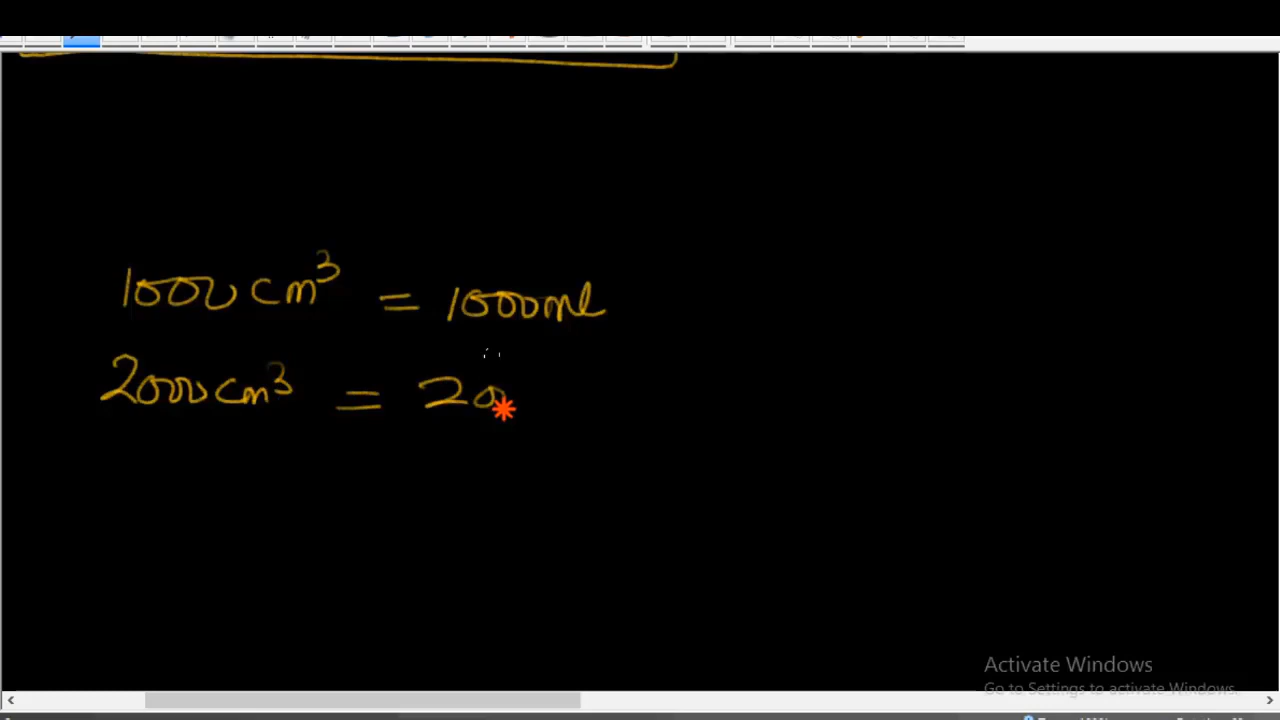 1000 cm³ = 1000ml
2000 cm³ = 20
Activate Windows
Go to Settings to activate Windows.